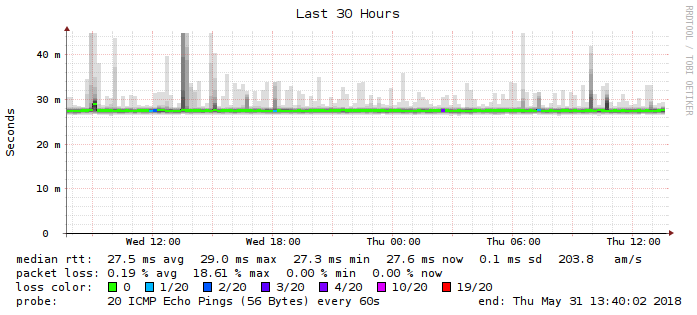 Last 30 Hours
RRDTOOL / TOBI OETIKER
Seconds
40 m
30 m
20 m
10 m
0
Wed 12:00 Wed 18:00 Thu 00:00 Thu 06:00 Thu 12:00
median rtt: 27.5 ms avg 29.0 ms max 27.3 ms min 27.6 ms now 0.1 ms sd 203.8 am/s
packet loss: 0.19 % avg 18.61 % max 0.00 % min 0.00 % now
loss color: 0 1/20 2/20 3/20 4/20 10/20 19/20
probe: 20 ICMP Echo Pings (56 Bytes) every 60s end: Thu May 31 13:40:02 2018